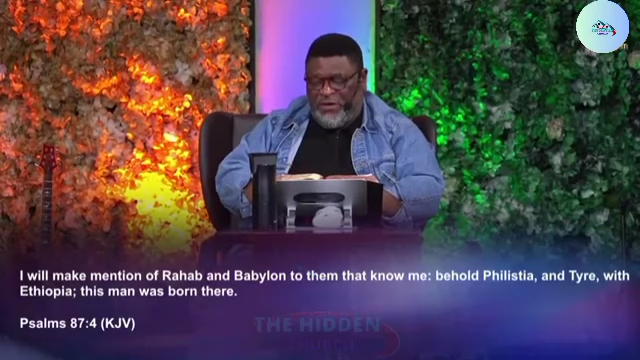 I will make mention of Rahab and Babylon to them that know me: behold Philistia, and Tyre, with
Ethiopia; this man was born there.
Psalms 87:4 (KJV)
THE HIDDEN
CHURCH